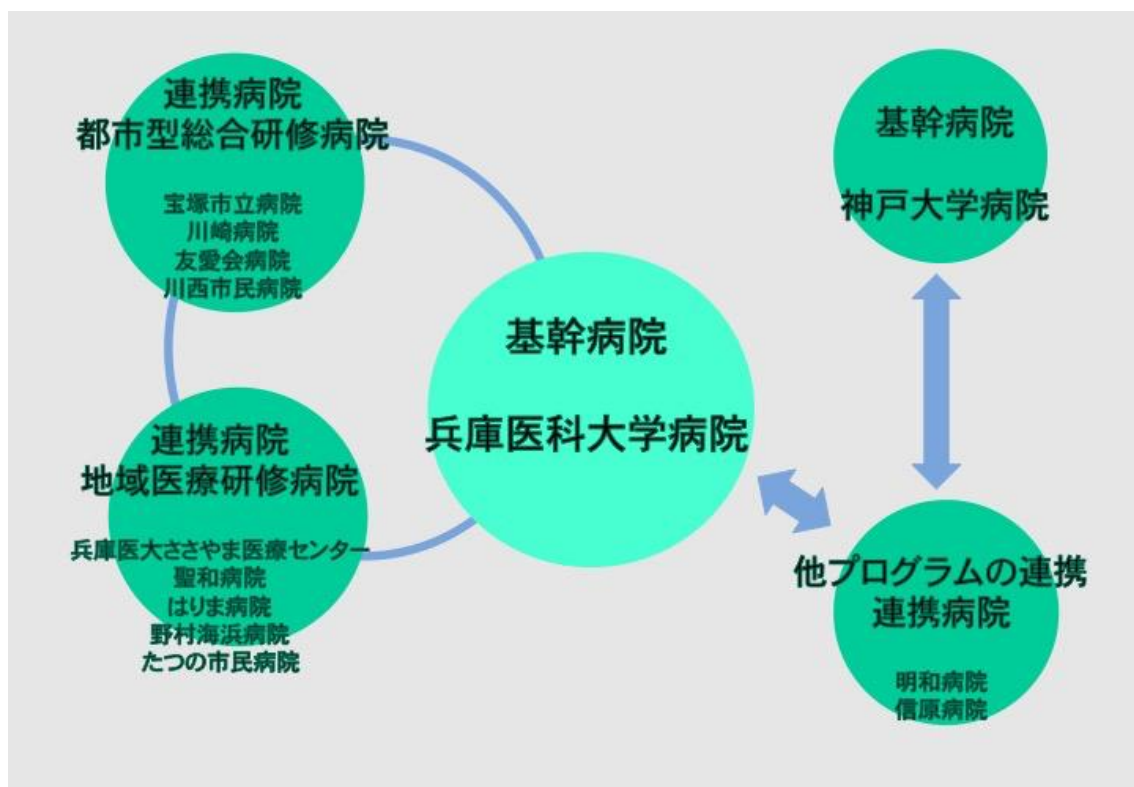 連携病院
都市型総合研修病院
宝塚市立病院
川崎病院
友愛会病院
川西市民病院
連携病院
地域医療研修病院
兵庫医大ささやま医療センター
聖和病院
はりま病院
野村海浜病院
たつの市民病院
基幹病院
兵庫医科大学病院
基幹病院
神戸大学病院
他プログラムの連携
連携病院
明和病院
信原病院